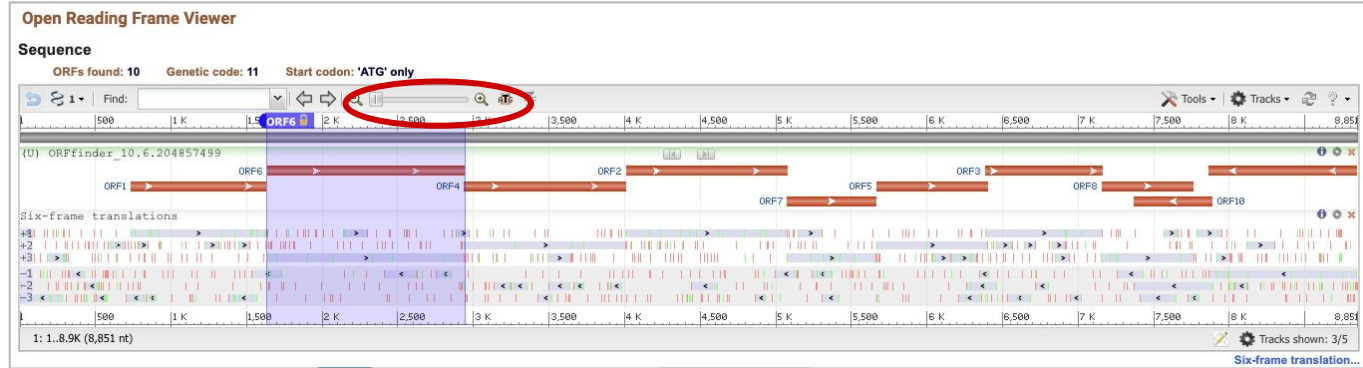 Open Reading Frame Viewer
Sequence
ORFs found: 10 Genetic code: 11 Start codon: 'ATG' only
1 Find: Tools Tracks ?
500 1 K 1,5 ORF6 2 K 2,500 3 K 3,500 4 K 4,500 5 K 5,500 6 K 6,500 7 K 7,500 8 K 8,851
(U) ORFfinder_10.6.204857499
ORF6 ORF2 ORF3
ORF1 ORF4 ORF5 ORF8
ORF7 ORF10
Six-frame translations
+1
+2
+3
-1
-2
-3
1 500 1 K 1,500 2 K 2,500 3 K 3,500 4 K 4,500 5 K 5,500 6 K 6,500 7 K 7,500 8 K 8,851
1: 1..8.9K (8,851 nt) Tracks shown: 3/5
Six-frame translation...